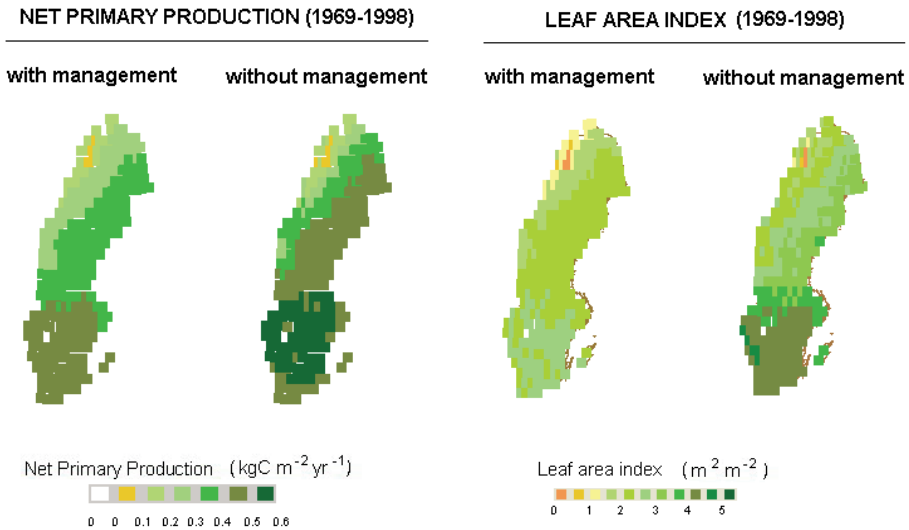 NET PRIMARY PRODUCTION (1969-1998)
LEAF AREA INDEX (1969-1998)
with management
without management
with management
without management
Net Primary Production (kgC m⁻² yr⁻¹)
0 0 0.1 0.2 0.3 0.4 0.5 0.6
Leaf area index (m² m⁻²)
0 1 2 3 4 5